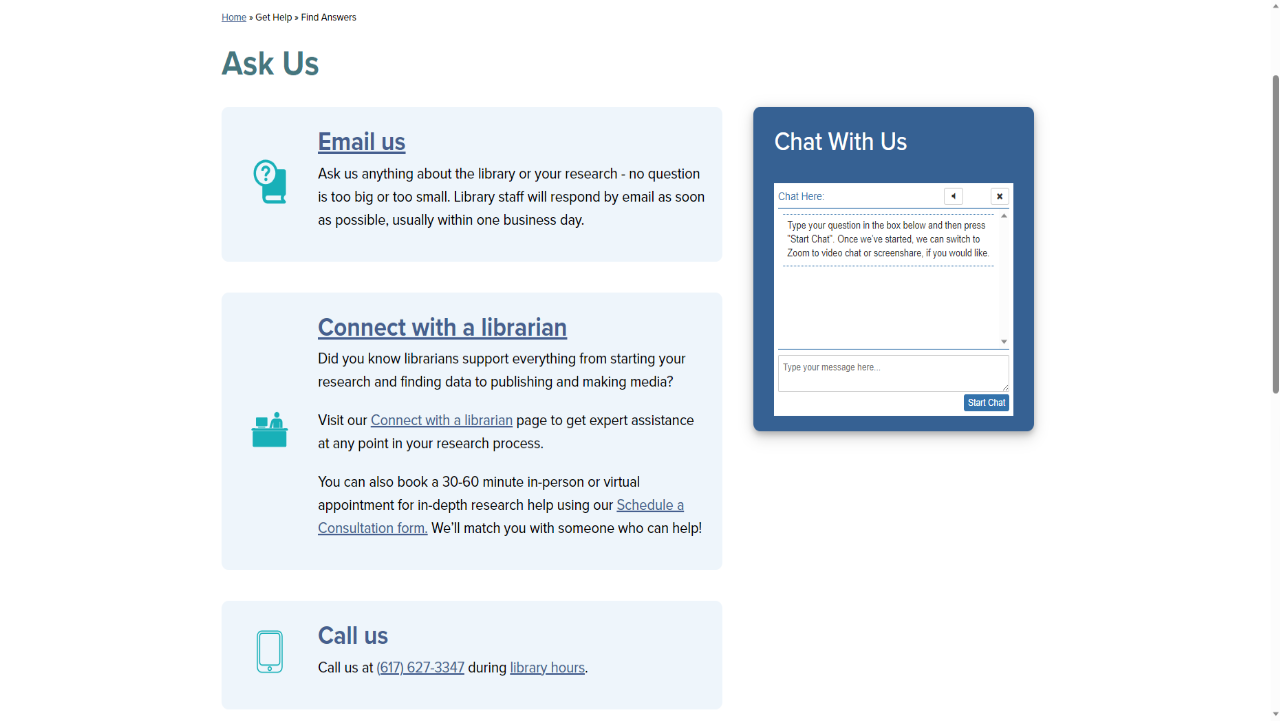 Home » Get Help » Find Answers
Ask Us
Email us
Ask us anything about the library or your research - no question
is too big or too small. Library staff will respond by email as soon
as possible, usually within one business day.
Connect with a librarian
Did you know librarians support everything from starting your
research and finding data to publishing and making media?
Visit our Connect with a librarian page to get expert assistance
at any point in your research process.
You can also book a 30-60 minute in-person or virtual
appointment for in-depth research help using our Schedule a
Consultation form. We'll match you with someone who can help!
Call us
Call us at (617) 627-3347 during library hours.
Chat With Us
Chat Here:
Type your question in the box below and then press
"Start Chat". Once we've started, we can switch to
Zoom to video chat or screenshare, if you would like.
Type your message here...
Start Chat